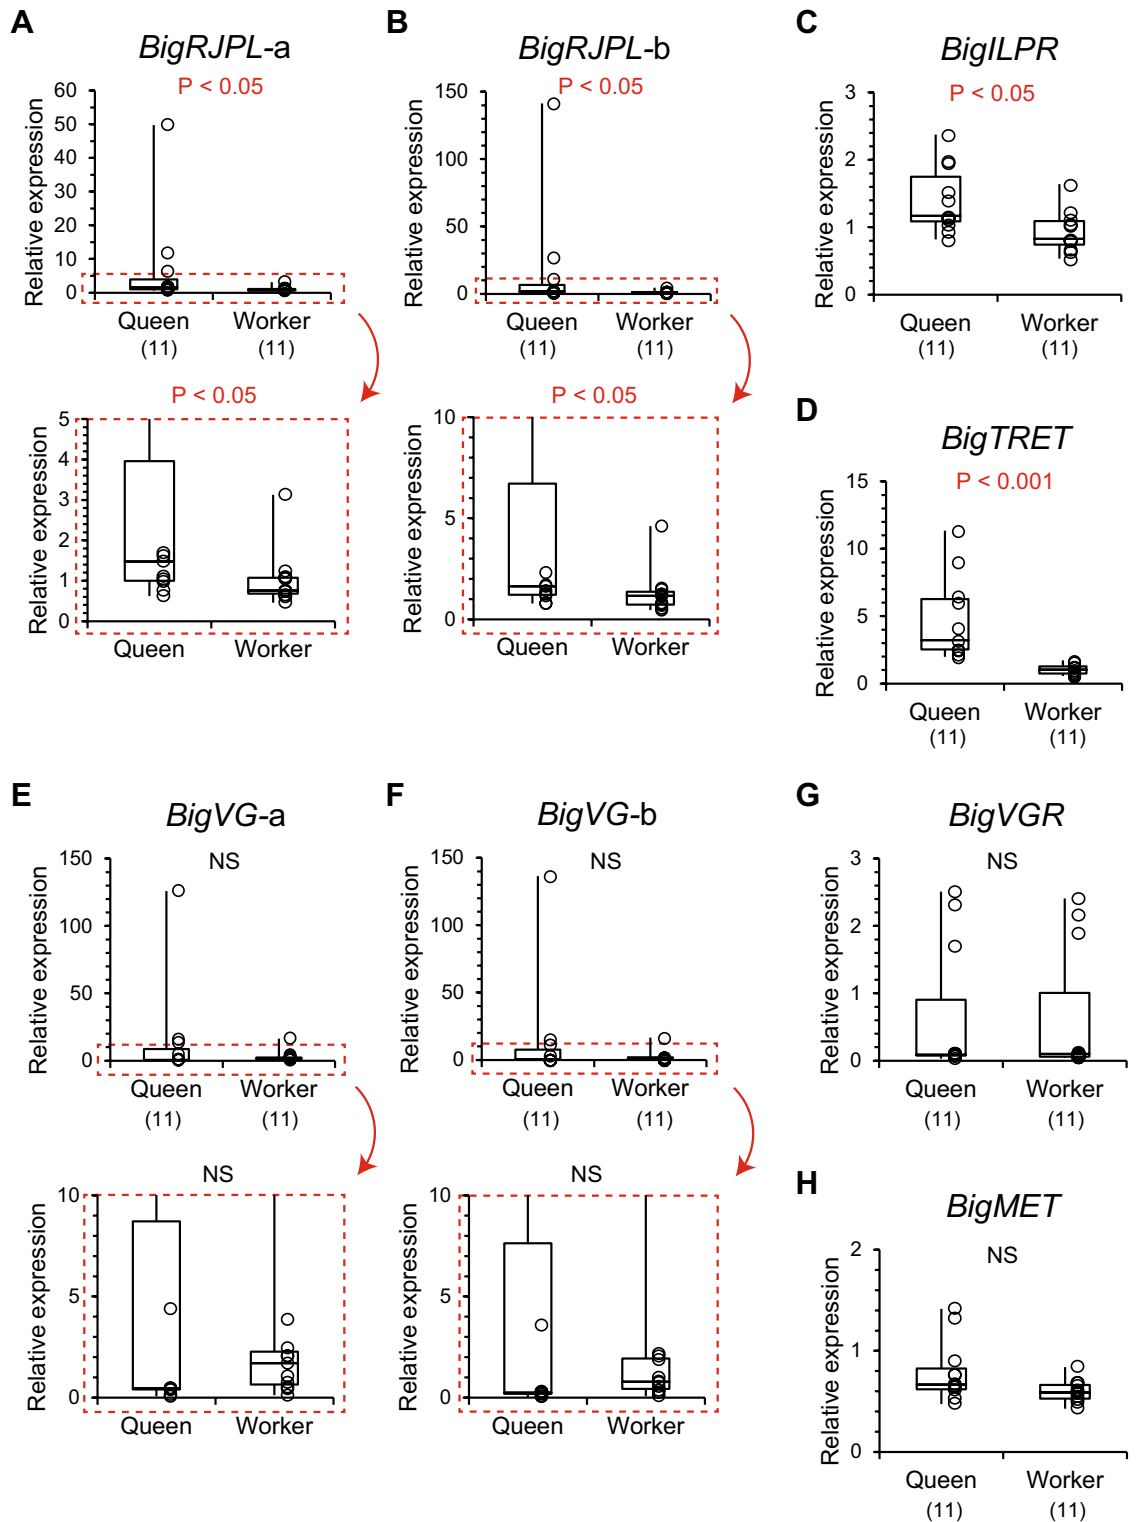 A
BigRJPL-a
P < 0.05
Relative expression
60
50
40
30
20
10
0
Queen
Worker
(11)
(11)
P < 0.05
Relative expression
5
4
3
2
1
0
Queen
Worker
B
BigRJPL-b
P < 0.05
Relative expression
150
100
50
0
Queen
Worker
(11)
(11)
P < 0.05
Relative expression
10
5
0
Queen
Worker
C
BigILPR
P < 0.05
Relative expression
3
2
1
0
Queen
Worker
(11)
(11)
D
BigTRET
P < 0.001
Relative expression
15
10
5
0
Queen
Worker
(11)
(11)
E
BigVG-a
NS
Relative expression
150
100
50
0
Queen
Worker
(11)
(11)
NS
Relative expression
10
5
0
Queen
Worker
F
BigVG-b
NS
Relative expression
150
100
50
0
Queen
Worker
(11)
(11)
NS
Relative expression
10
5
0
Queen
Worker
G
BigVGR
NS
Relative expression
3
2
1
0
Queen
Worker
(11)
(11)
H
BigMET
NS
Relative expression
2
1
0
Queen
Worker
(11)
(11)